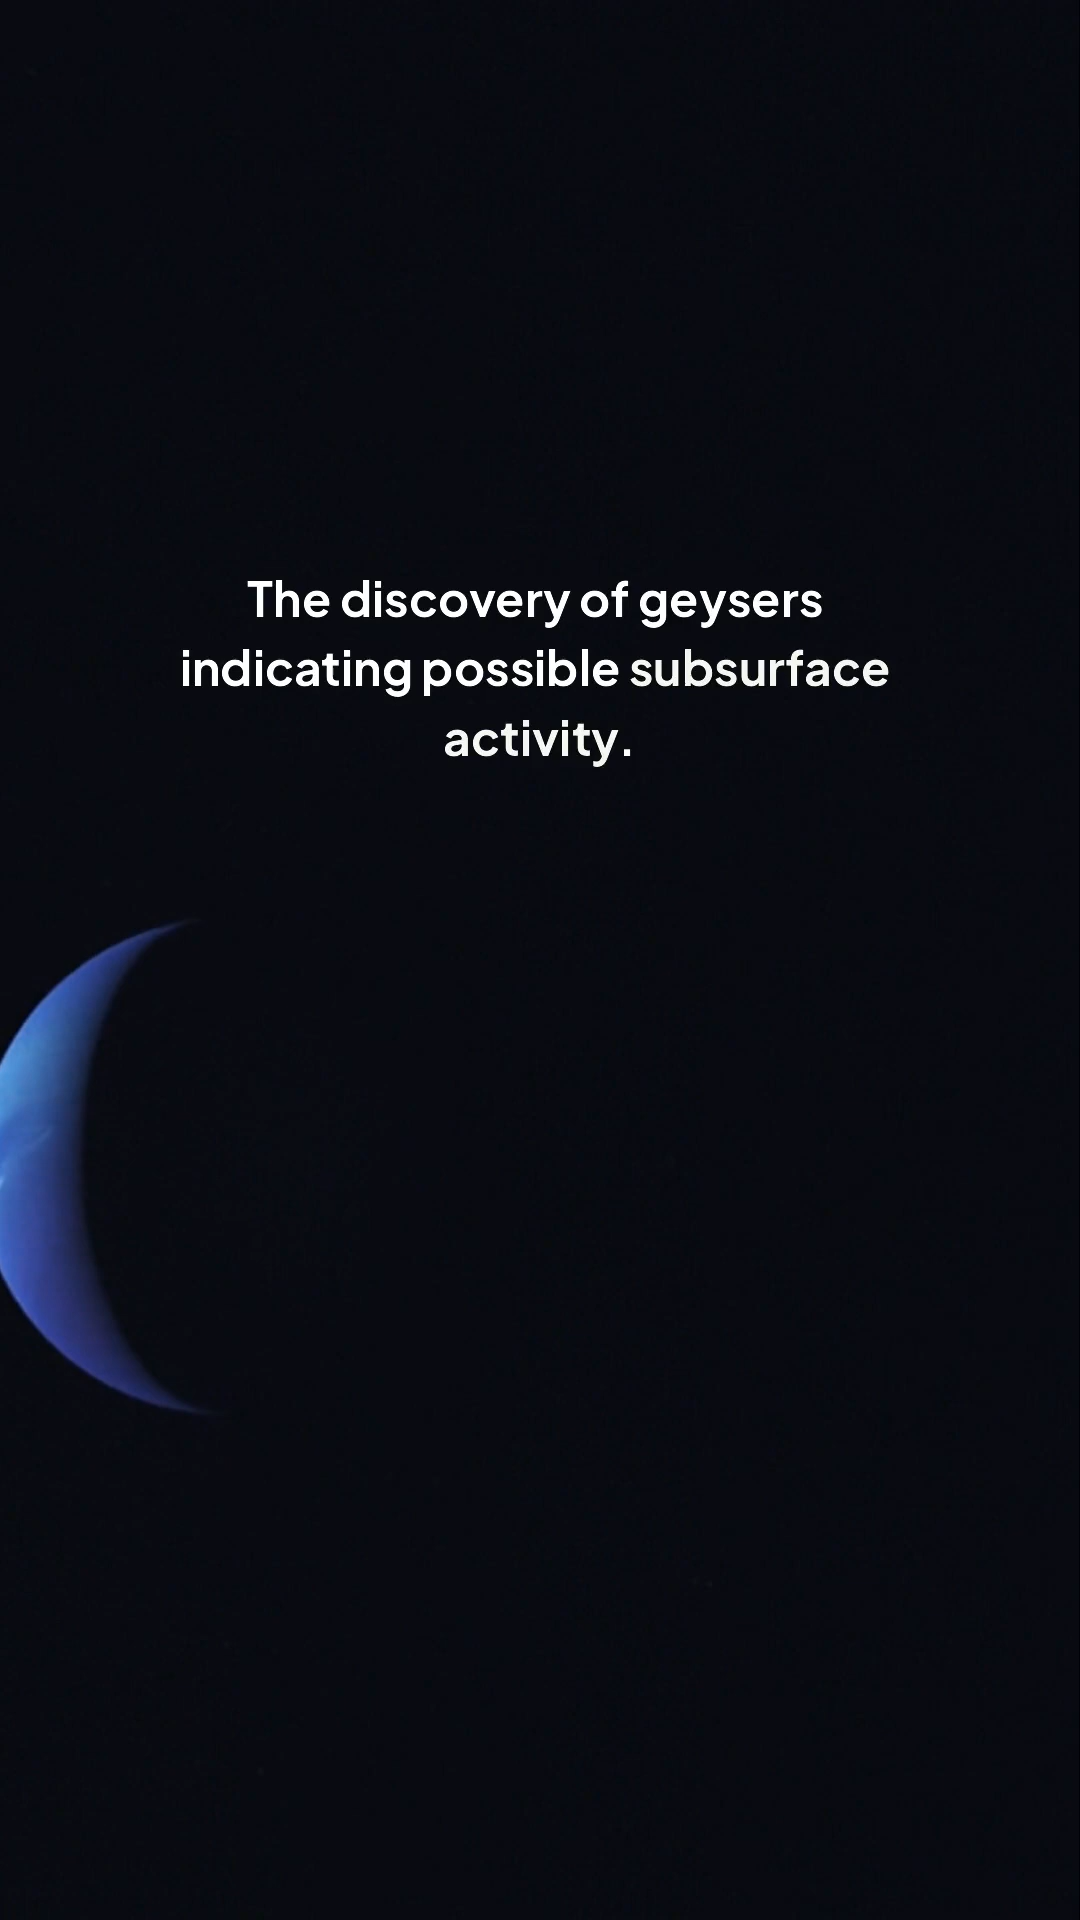 The discovery of geysers
indicating possible subsurface
activity.